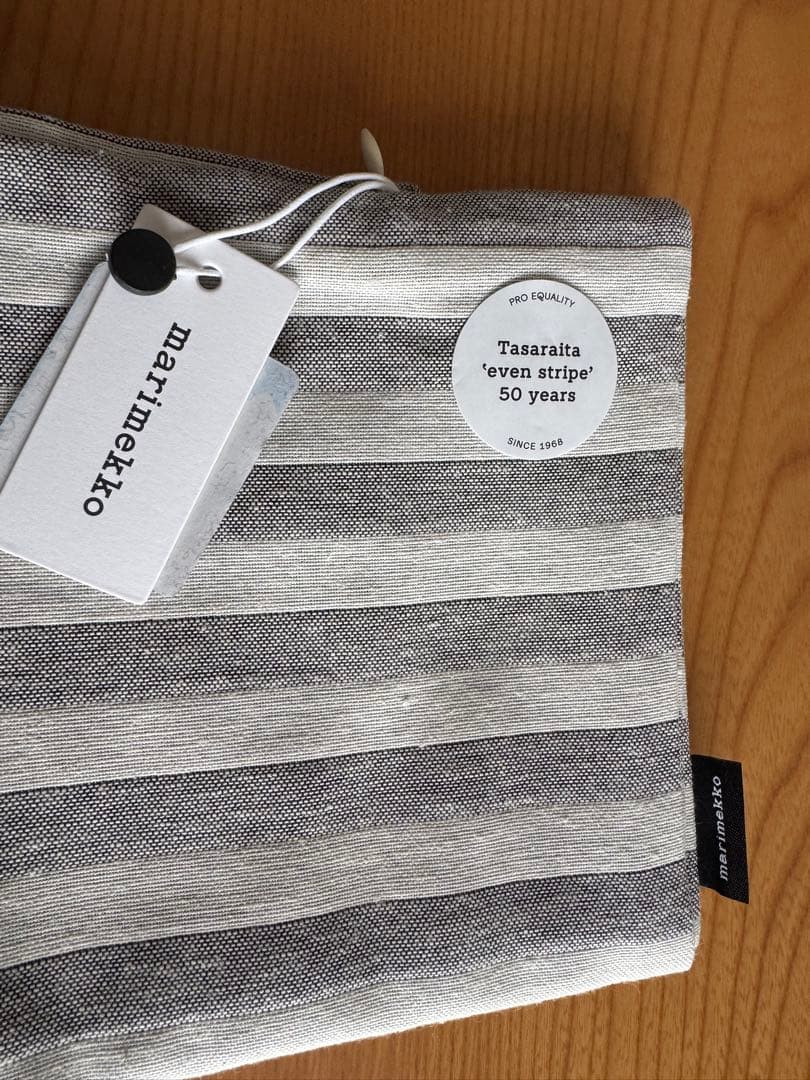 marimekko
PRO EQUALITY
Tasaraita
‘even stripe’
50 years
SINCE 1968
marimekko